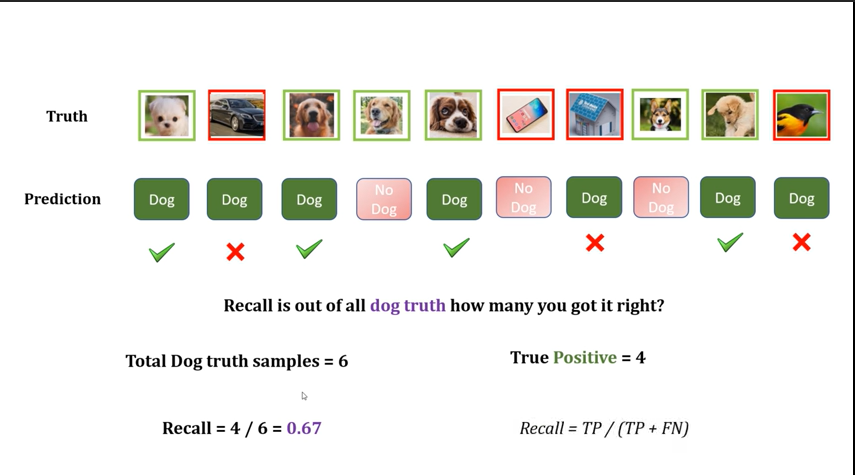 Truth
Prediction
Dog
Dog
Dog
No
Dog
Dog
No
Dog
Dog
No
Dog
Dog
Dog
Recall is out of all dog truth how many you got it right?
Total Dog truth samples = 6
True Positive = 4
Recall = 4 / 6 = 0.67
Recall = TP / (TP + FN)